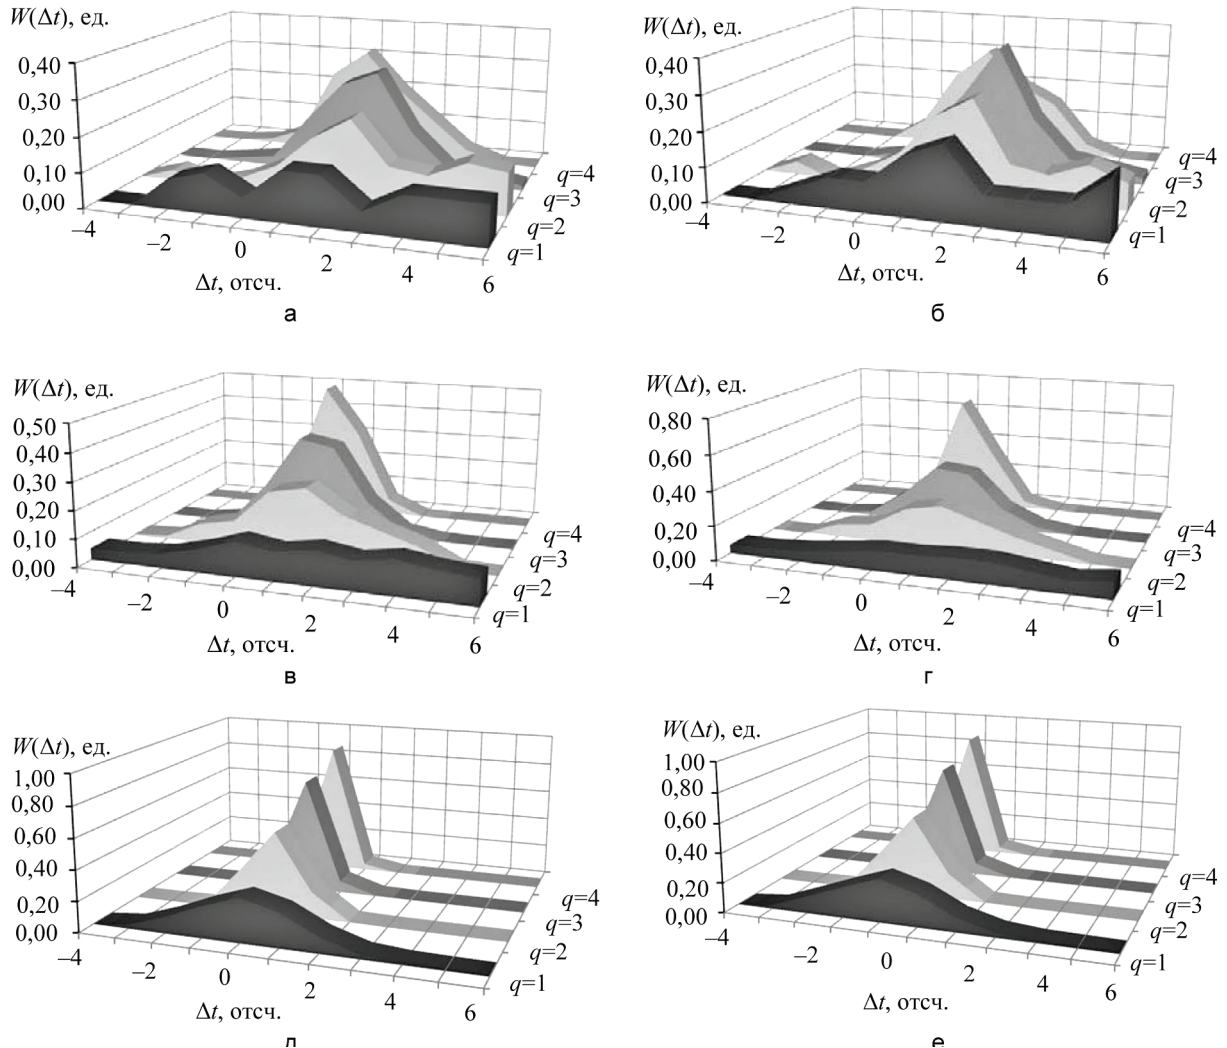 W(Δt), ед.
0,40
0,30
0,20
0,10
0,00
–4
–2
0
2
4
6
q=4
q=3
q=2
q=1
Δt, отсч.
а
W(Δt), ед.
0,40
0,30
0,20
0,10
0,00
–4
–2
0
2
4
6
q=4
q=3
q=2
q=1
Δt, отсч.
б
W(Δt), ед.
0,50
0,40
0,30
0,20
0,10
0,00
–4
–2
0
2
4
6
q=4
q=3
q=2
q=1
Δt, отсч.
в
W(Δt), ед.
0,80
0,60
0,40
0,20
0,00
–4
–2
0
2
4
6
q=4
q=3
q=2
q=1
Δt, отсч.
г
W(Δt), ед.
1,00
0,80
0,60
0,40
0,20
0,00
–4
–2
0
2
4
6
q=4
q=3
q=2
q=1
Δt, отсч.
д
W(Δt), ед.
1,00
0,80
0,60
0,40
0,20
0,00
–4
–2
0
2
4
6
q=4
q=3
q=2
q=1
Δt, отсч.
е